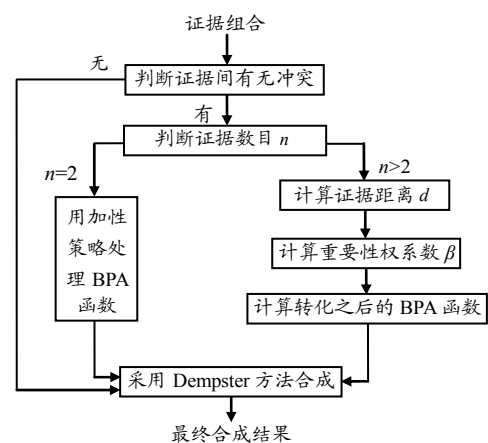 证据组合
无
判断证据间有无冲突
有
判断证据数目 n
n=2
n>2
用加性
策略处
理 BPA
函数
计算证据距离 d
计算重要性权系数 β
计算转化之后的 BPA 函数
采用 Dempster 方法合成
最终合成结果